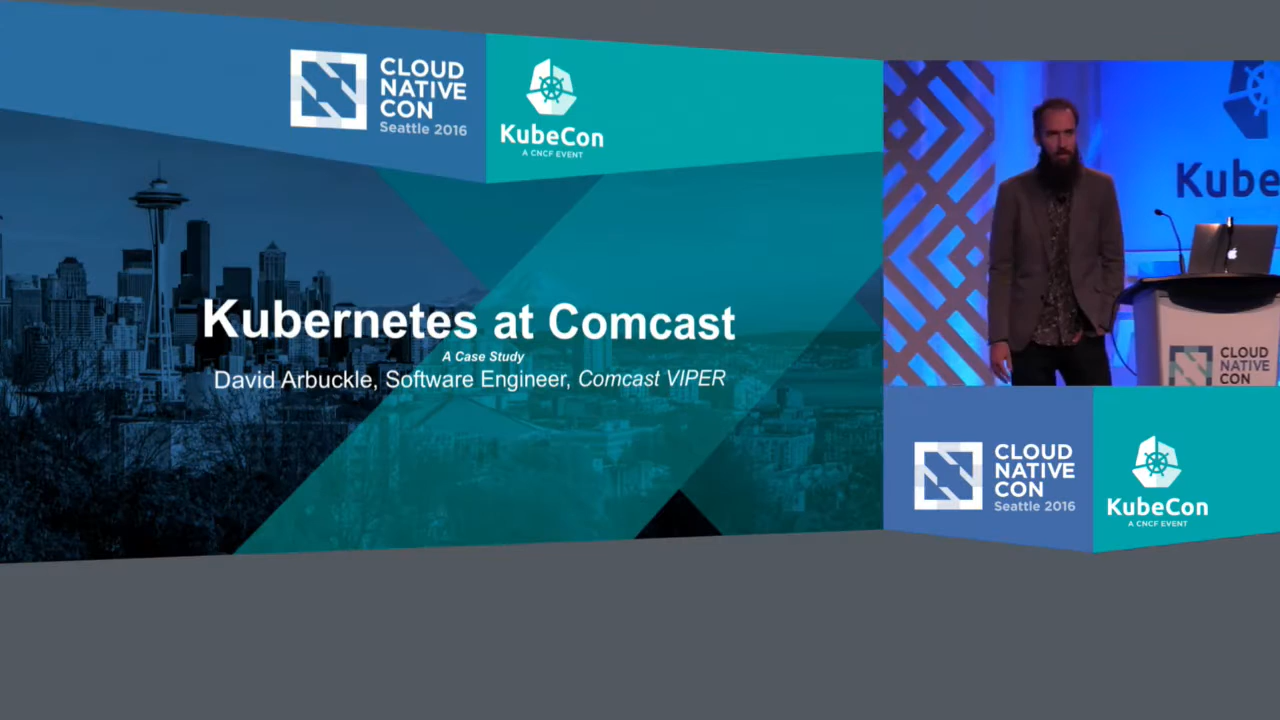 CLOUD
NATIVE
CON
Seattle 2016
KubeCon
A CNCF EVENT
Kubernetes at Comcast
A Case Study
David Arbuckle, Software Engineer, Comcast VIPER
Kube
CLOUD
NATIVE
CON
CLOUD
NATIVE
CON
Seattle 2016
KubeCon
A CNCF EVENT